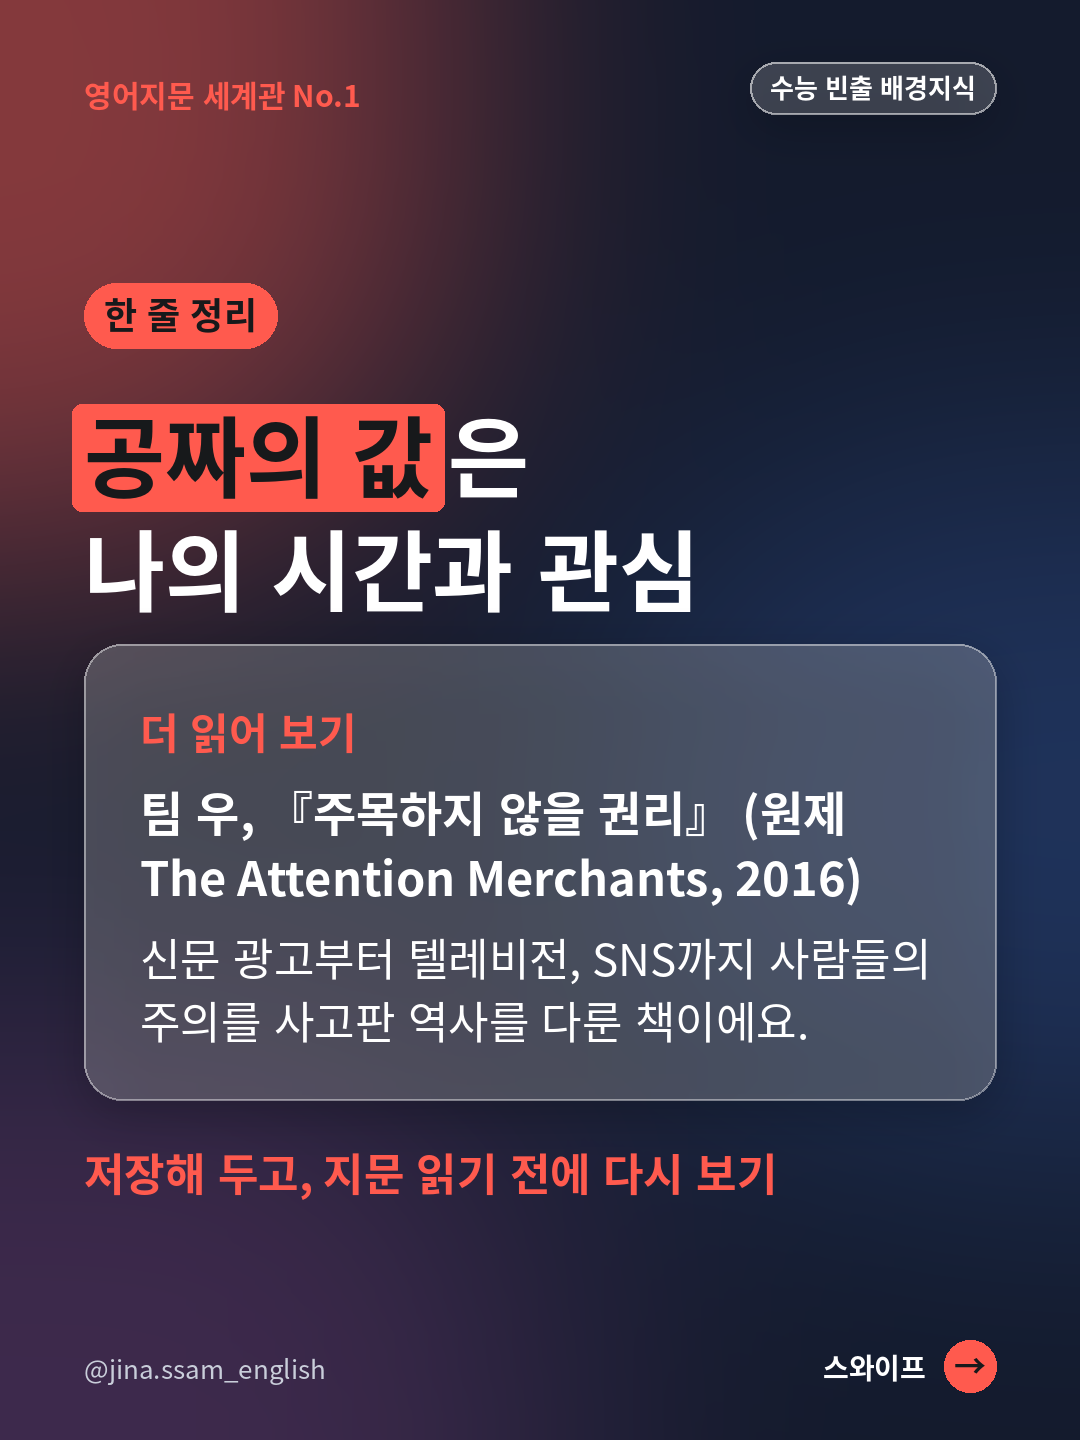 영어지문 세계관 No.1
수능 빈출 배경지식
한 줄 정리
공짜의 값은
나의 시간과 관심
더 읽어 보기
팀 우, 『주목하지 않을 권리』 (원제
The Attention Merchants, 2016)
신문 광고부터 텔레비전, SNS까지 사람들의
주의를 사고판 역사를 다룬 책이에요.
저장해 두고, 지문 읽기 전에 다시 보기
@jina.ssam_english
스와이프 →